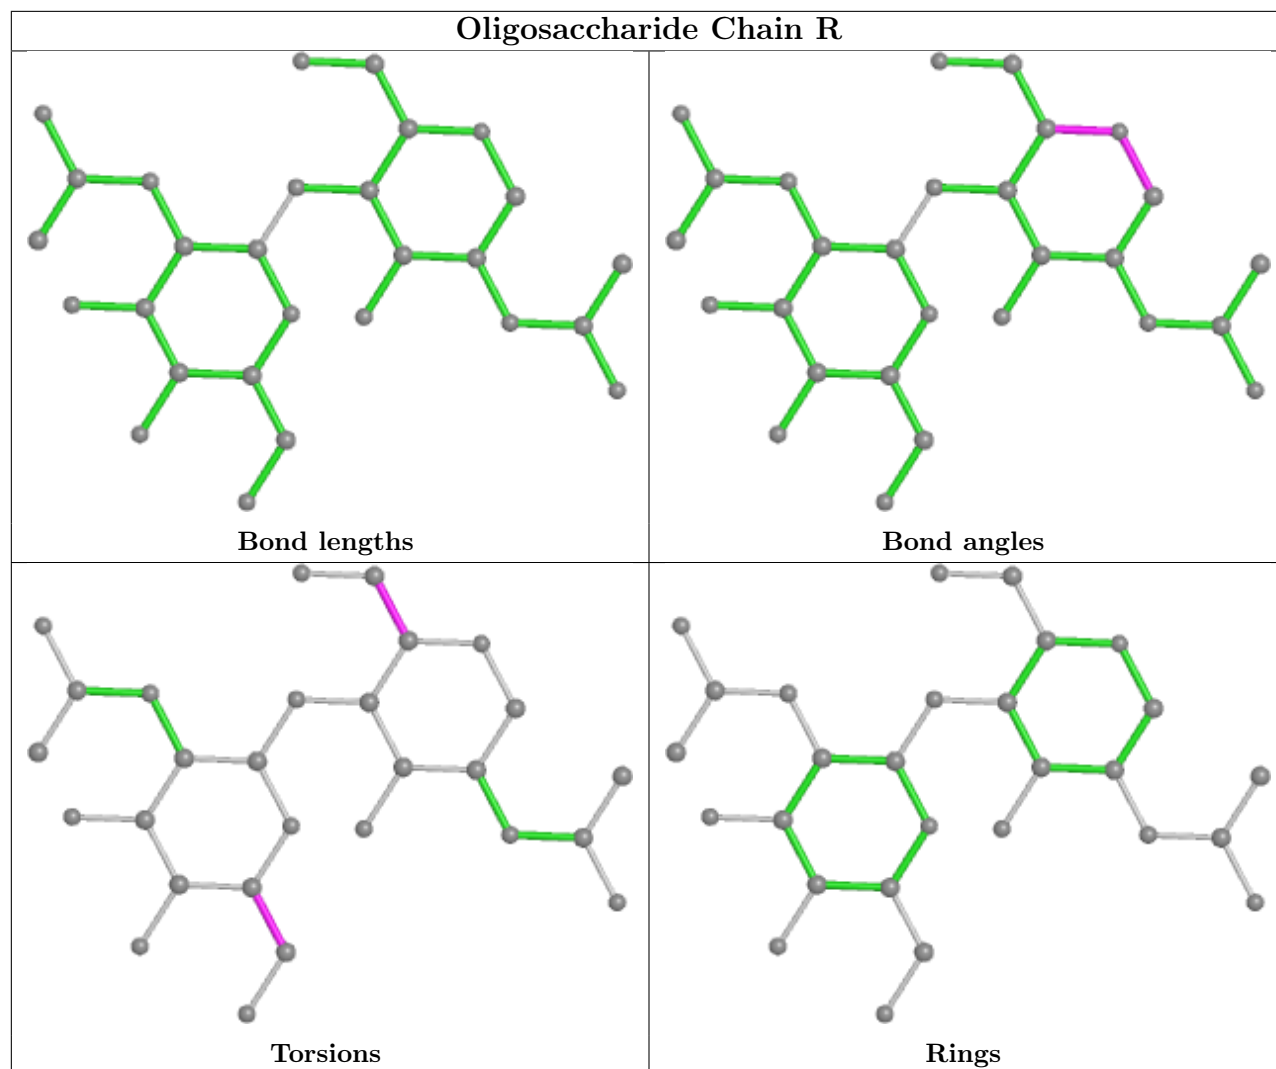 Oligosaccharide Chain R
Bond lengths
Bond angles
Torsions
Rings